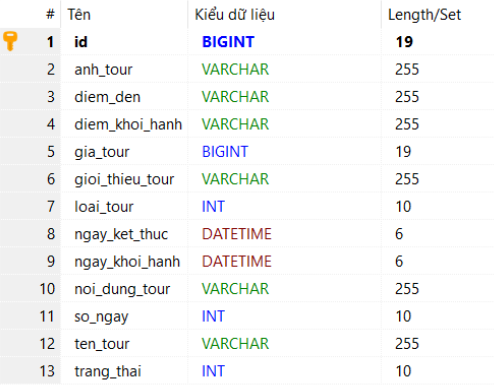 # Tên Kiểu dữ liệu Length/Set
1 id BIGINT 19
2 anh_tour VARCHAR 255
3 diem_den VARCHAR 255
4 diem_khoi_hanh VARCHAR 255
5 gia_tour BIGINT 19
6 gioi_thieu_tour VARCHAR 255
7 loai_tour INT 10
8 ngay_ket_thuc DATETIME 6
9 ngay_khoi_hanh DATETIME 6
10 noi_dung_tour VARCHAR 255
11 so_ngay INT 10
12 ten_tour VARCHAR 255
13 trang_thai INT 10